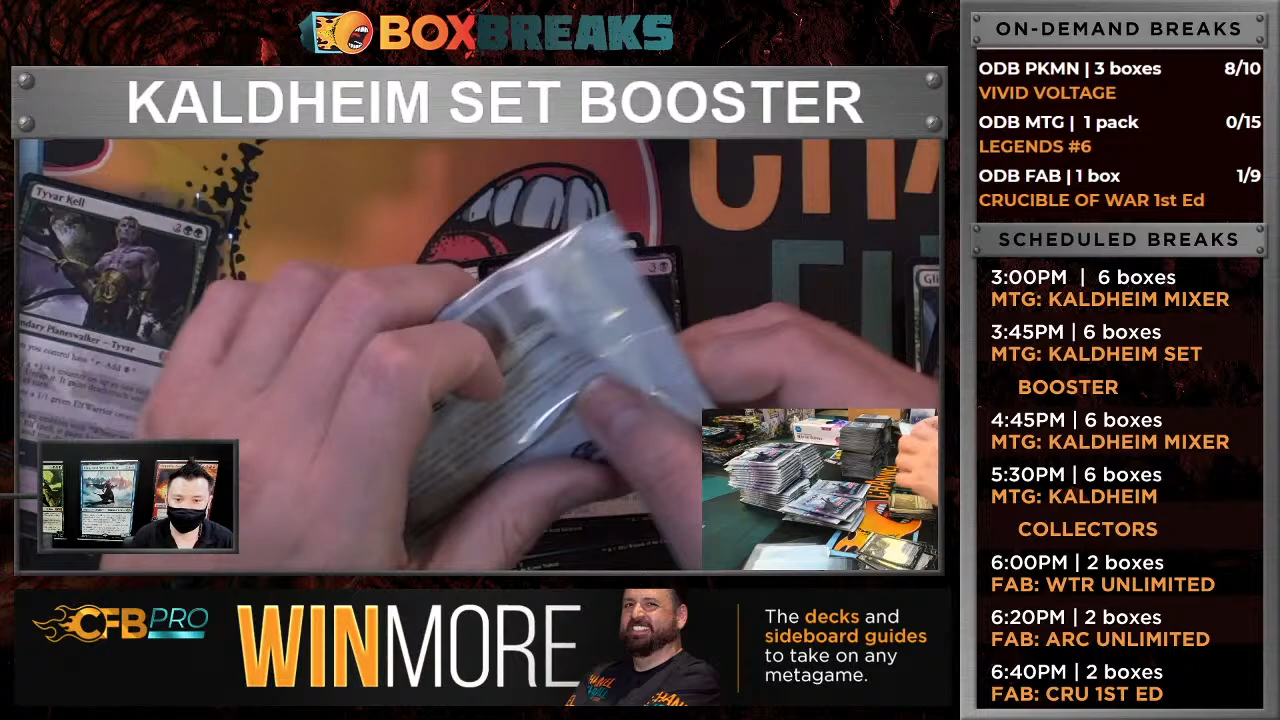 BOXBREAKS
KALDHEIM SET BOOSTER
Tyvar Kell
2
3
Gli
ndary Planeswalker – Tyvar
CHA
ON-DEMAND BREAKS
ODB PKMN | 3 boxes 8/10
VIVID VOLTAGE
ODB MTG | 1 pack 0/15
LEGENDS #6
ODB FAB | 1 box 1/9
CRUCIBLE OF WAR 1st Ed
SCHEDULED BREAKS
3:00PM | 6 boxes
MTG: KALDHEIM MIXER
3:45PM | 6 boxes
MTG: KALDHEIM SET
BOOSTER
4:45PM | 6 boxes
MTG: KALDHEIM MIXER
5:30PM | 6 boxes
MTG: KALDHEIM
COLLECTORS
6:00PM | 2 boxes
FAB: WTR UNLIMITED
6:20PM | 2 boxes
FAB: ARC UNLIMITED
6:40PM | 2 boxes
FAB: CRU 1ST ED
CFBPRO
WINMORE
The decks and
sideboard guides
to take on any
metagame.